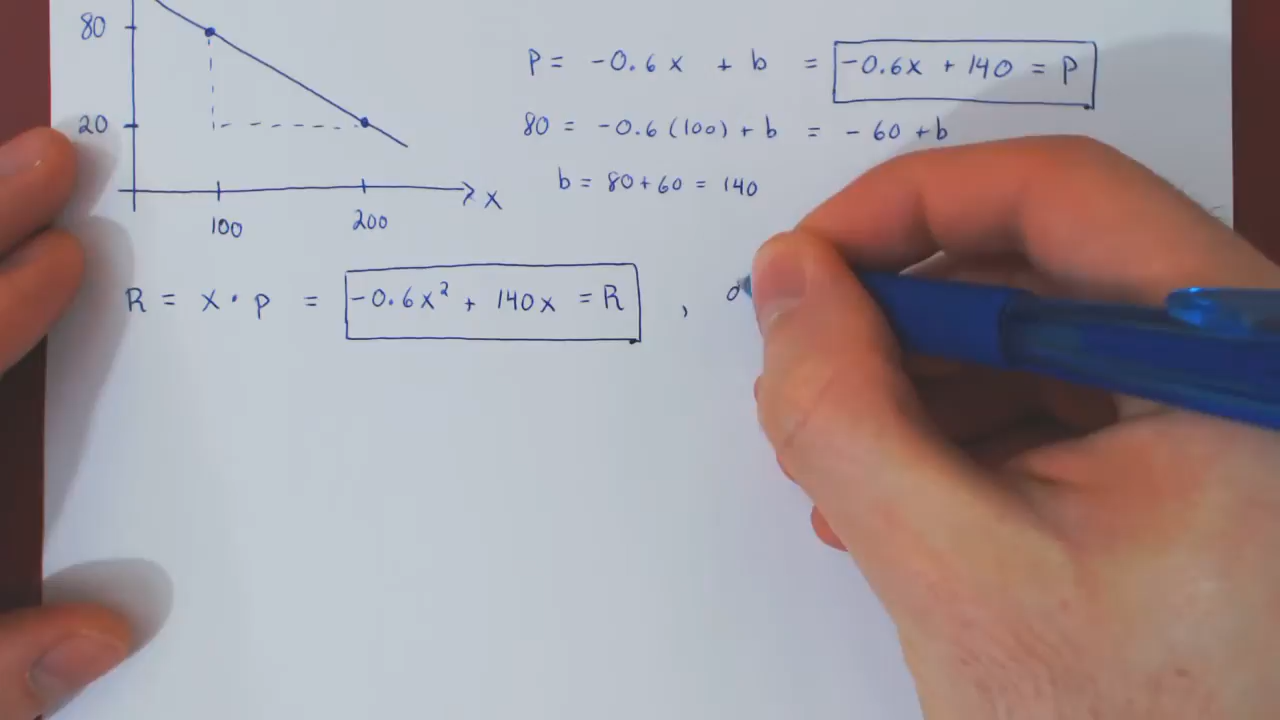 80
20
100
200
x
P = -0.6x + b = -0.6x + 140 = P
80 = -0.6(100) + b = -60 + b
b = 80 + 60 = 140
R = x · p = -0.6x² + 140x = R ,